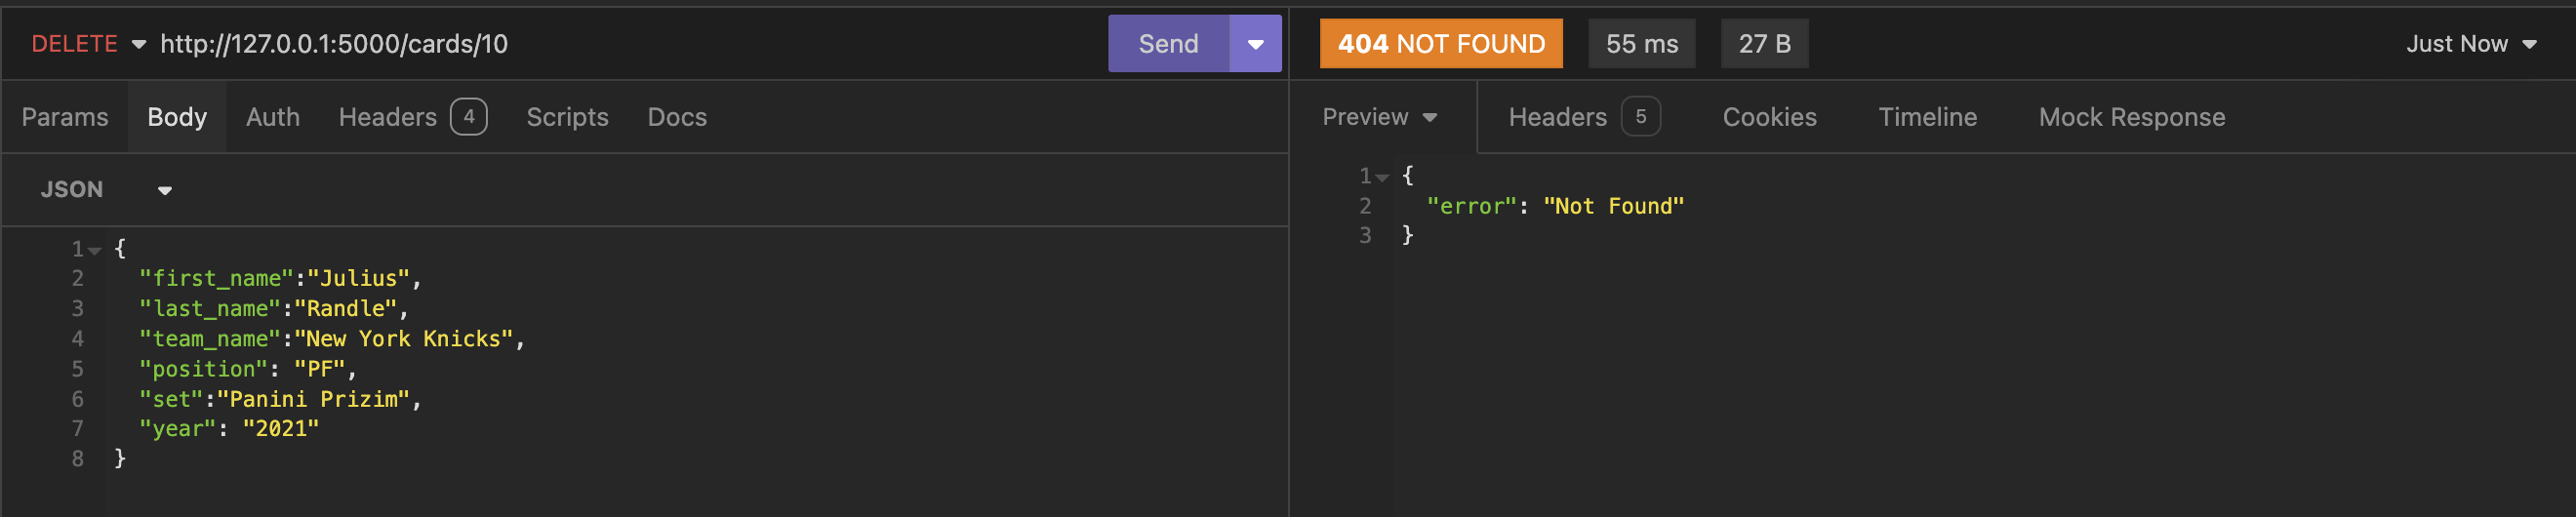 DELETE http://127.0.0.1:5000/cards/10 Send
Params Body Auth Headers 4 Scripts Docs
JSON
1 {
2 "first_name":"Julius",
3 "last_name":"Randle",
4 "team_name":"New York Knicks",
5 "position": "PF",
6 "set":"Panini Prizim",
7 "year": "2021"
8 }
404 NOT FOUND 55 ms 27 B Just Now
Preview Headers 5 Cookies Timeline Mock Response
1 {
2 "error": "Not Found"
3 }